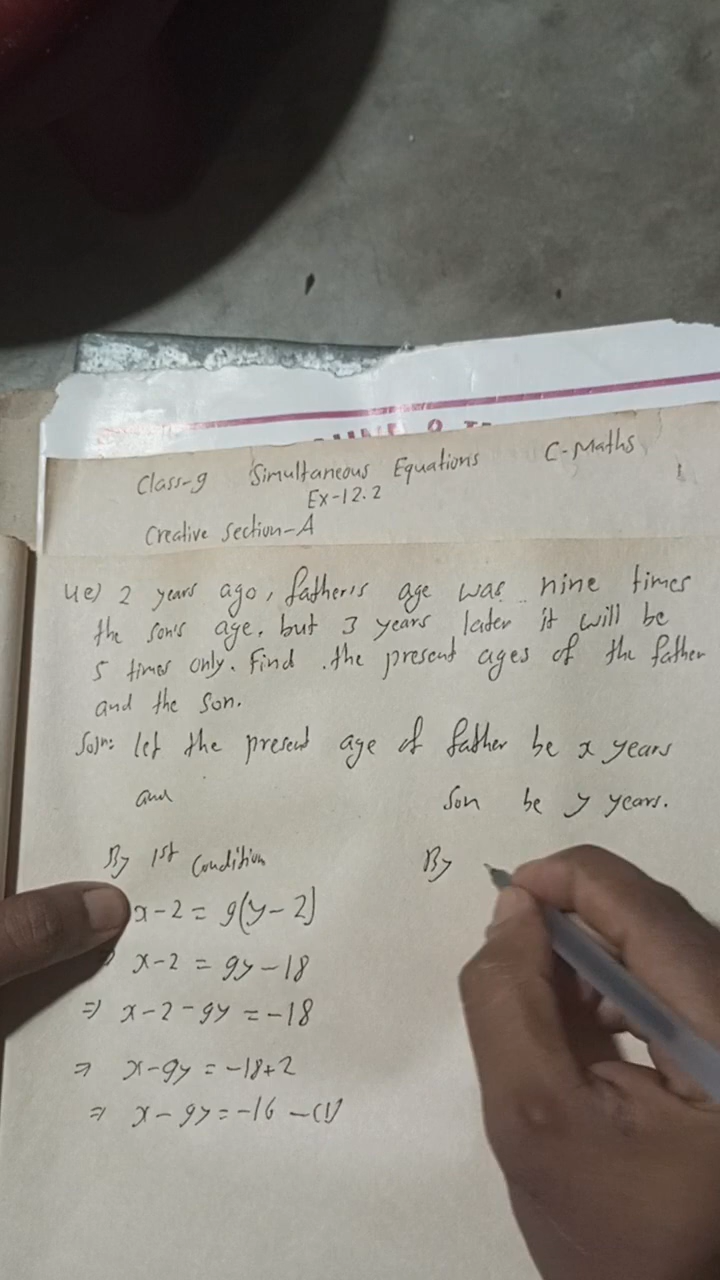 Class-9 Simultaneous Equations C-Maths
Ex-12.2
Creative section-A
4e) 2 years ago, father's age was nine times
the son's age. but 3 years later it will be
5 times only. Find the present ages of the father
and the son.
Soln: let the present age of father be x years
and son be y years.
By 1st Condition
x-2 = 9(y-2)
x-2 = 9y-18
⇒ x-2-9y = -18
⇒ x-9y = -18+2
⇒ x-9y = -16 -(1)
By